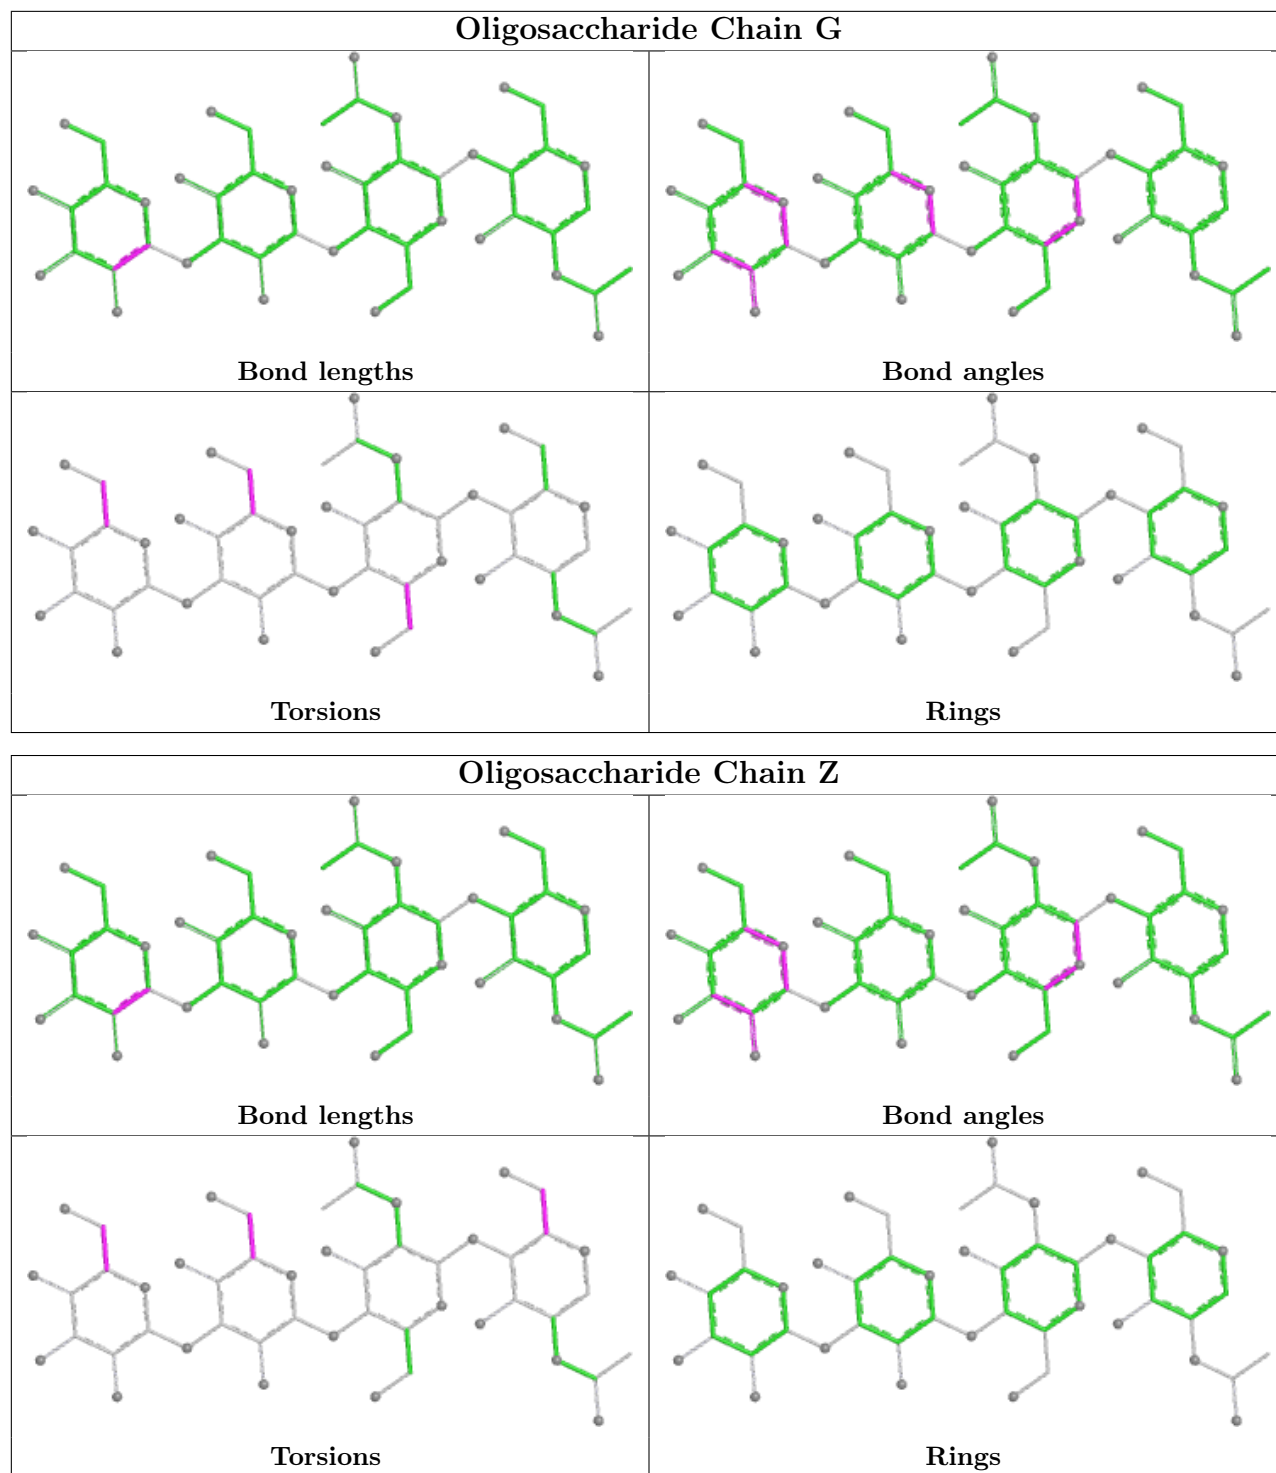 Oligosaccharide Chain G
Bond lengths
Bond angles
Torsions
Rings
Oligosaccharide Chain Z
Bond lengths
Bond angles
Torsions
Rings